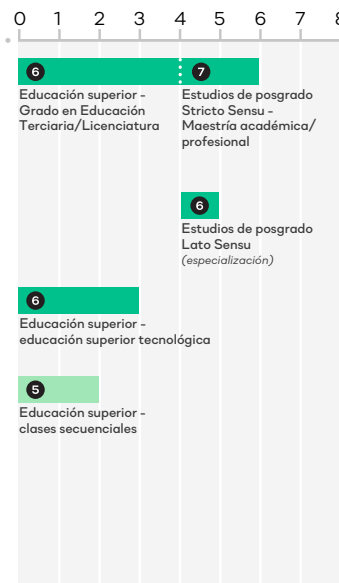 0 1 2 3 4 5 6 7 8
6 7
Educación superior -
Grado en Educación
Terciaria/Licenciatura
Estudios de posgrado
Stricto Sensu -
Maestría académica/
profesional
6
Estudios de posgrado
Lato Sensu
(especialización)
6
Educación superior -
educación superior tecnológica
5
Educación superior -
clases secuenciales